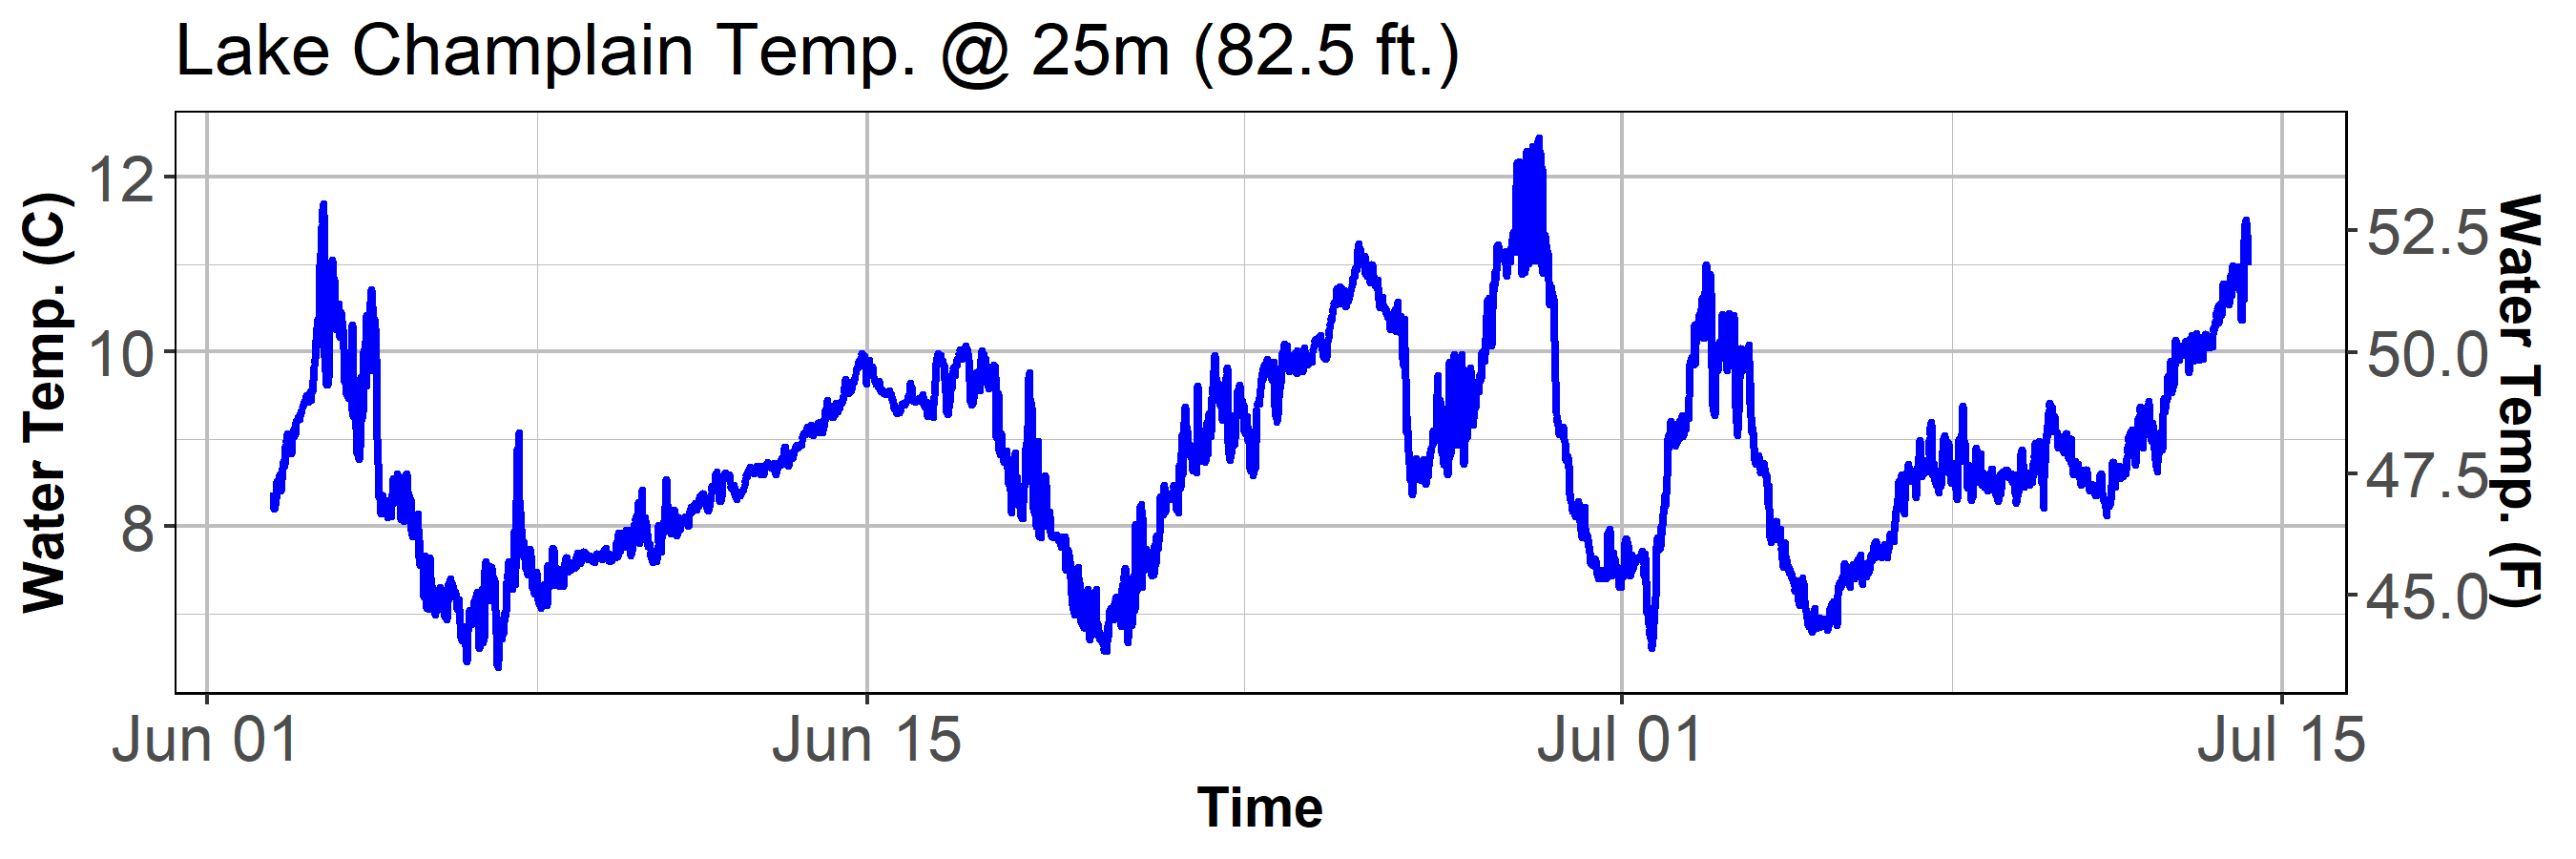 Lake Champlain Temp. @ 25m (82.5 ft.)
Water Temp. (C)
12
10
8
52.5
50.0
47.5
45.0
Water Temp. (F)
Jun 01 Jun 15 Jul 01 Jul 15
Time